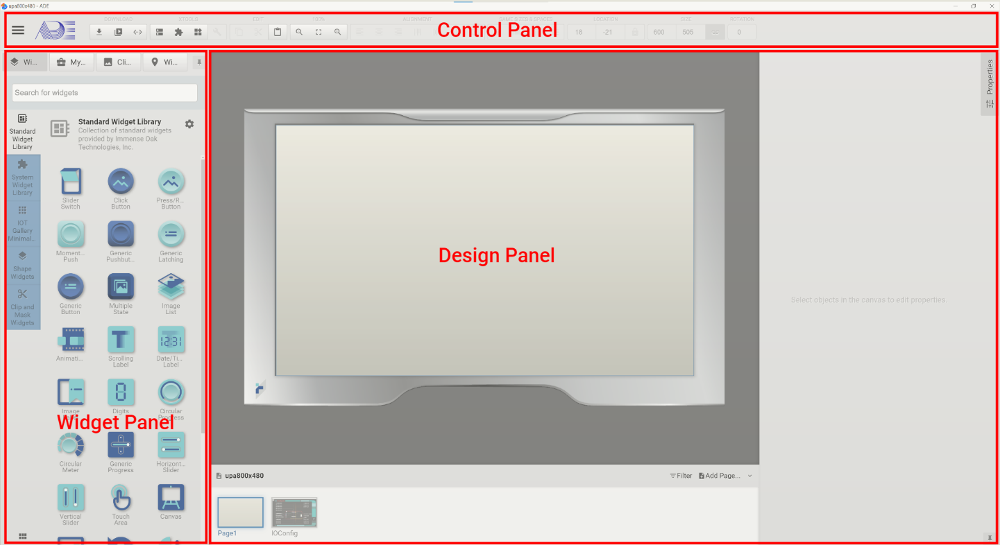 upa800x480 - ADE
DOWNLOAD
XTOOLS
EDIT
100%
ALIGNMENT
SAME SIZES & SPACES
LOCATION
SIZE
ROTATION
ADE
Control Panel
16
-21
600
505
0
Wi...
My...
Cli...
Wi...
Search for widgets
Standard
Widget
Library
System
Widget
Library
IOT
Gallery
Minimal...
Shape
Widgets
Clip and
Mask
Widgets
Standard Widget Library
Collection of standard widgets
provided by Immense Oak
Technologies, Inc.
Slider
Switch
Click
Button
Press/R...
Button
Moment...
Push
Generic
Pushbut...
Generic
Latching
Generic
Button
Multiple
State
Image
List
Animati...
Scrolling
Label
12:31
Date/Ti...
Label
Image
Digits
Circular
Progress
Widget Panel
Circular
Meter
Generic
Progress
Horizont...
Slider
Vertical
Slider
Touch
Area
Canvas
Design Panel
upa800x480
Filter
Add Page...
Page1
IOConfig
Properties
Select objects in the canvas to edit properties.